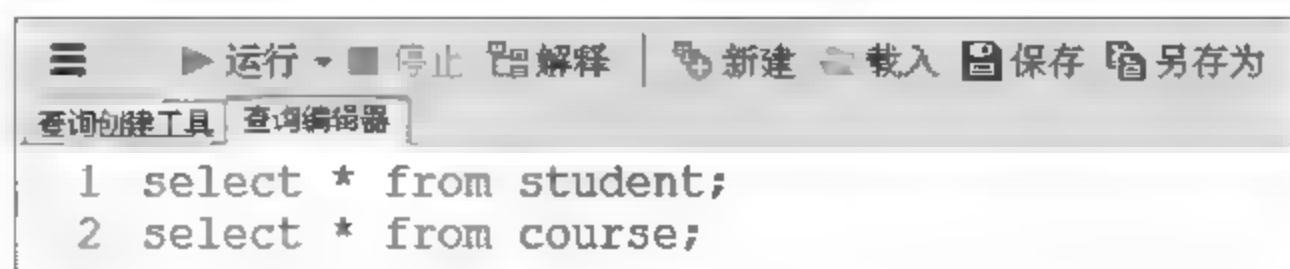 运行 停止 解释 新建 载入 保存 另存为
查询创建工具 查询编辑器
1 select * from student;
2 select * from course;